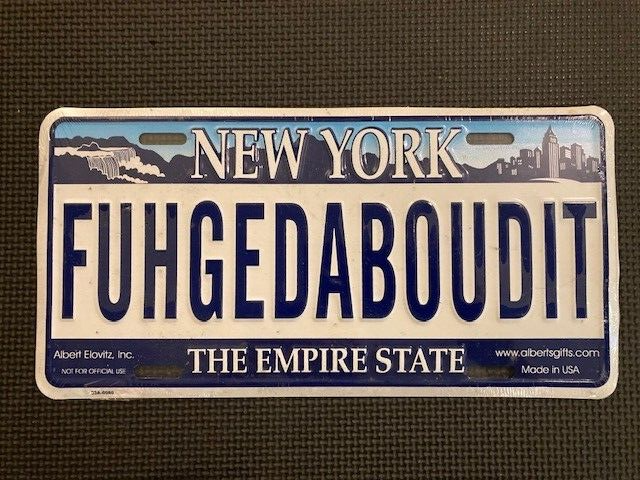 NEW YORK
FUHGEDABOUDIT
Albert Elovitz, Inc.
NOT FOR OFFICIAL USE
THE EMPIRE STATE
www.albertsgifts.com
Made in USA